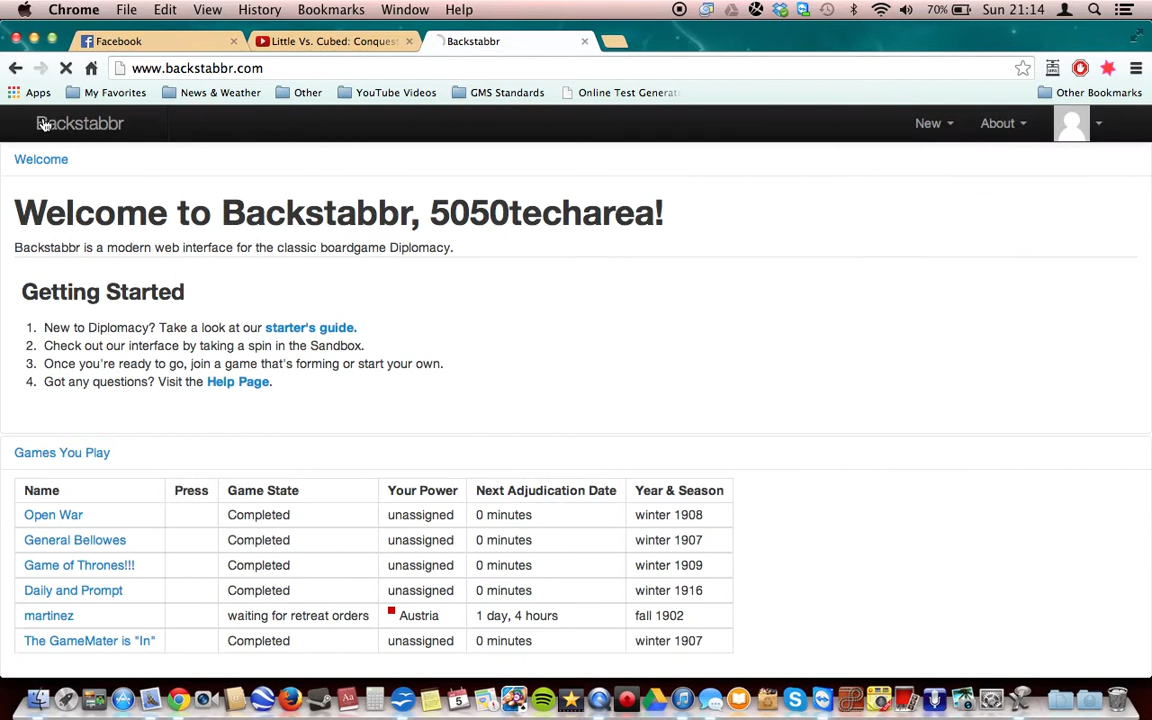 Chrome File Edit View History Bookmarks Window Help 70% Sun 21:14
Facebook Little Vs. Cubed: Conquest Backstabbr
www.backstabbr.com
Apps My Favorites News & Weather Other YouTube Videos GMS Standards Online Test Generat Other Bookmarks
Backstabbr New About
Welcome
Welcome to Backstabbr, 5050techarea!
Backstabbr is a modern web interface for the classic boardgame Diplomacy.
Getting Started
1. New to Diplomacy? Take a look at our starter's guide.
2. Check out our interface by taking a spin in the Sandbox.
3. Once you're ready to go, join a game that's forming or start your own.
4. Got any questions? Visit the Help Page.
Games You Play
Name Press Game State Your Power Next Adjudication Date Year & Season
Open War Completed unassigned 0 minutes winter 1908
General Bellowes Completed unassigned 0 minutes winter 1907
Game of Thrones!!! Completed unassigned 0 minutes winter 1909
Daily and Prompt Completed unassigned 0 minutes winter 1916
martinez waiting for retreat orders Austria 1 day, 4 hours fall 1902
The GameMater is "In" Completed unassigned 0 minutes winter 1907